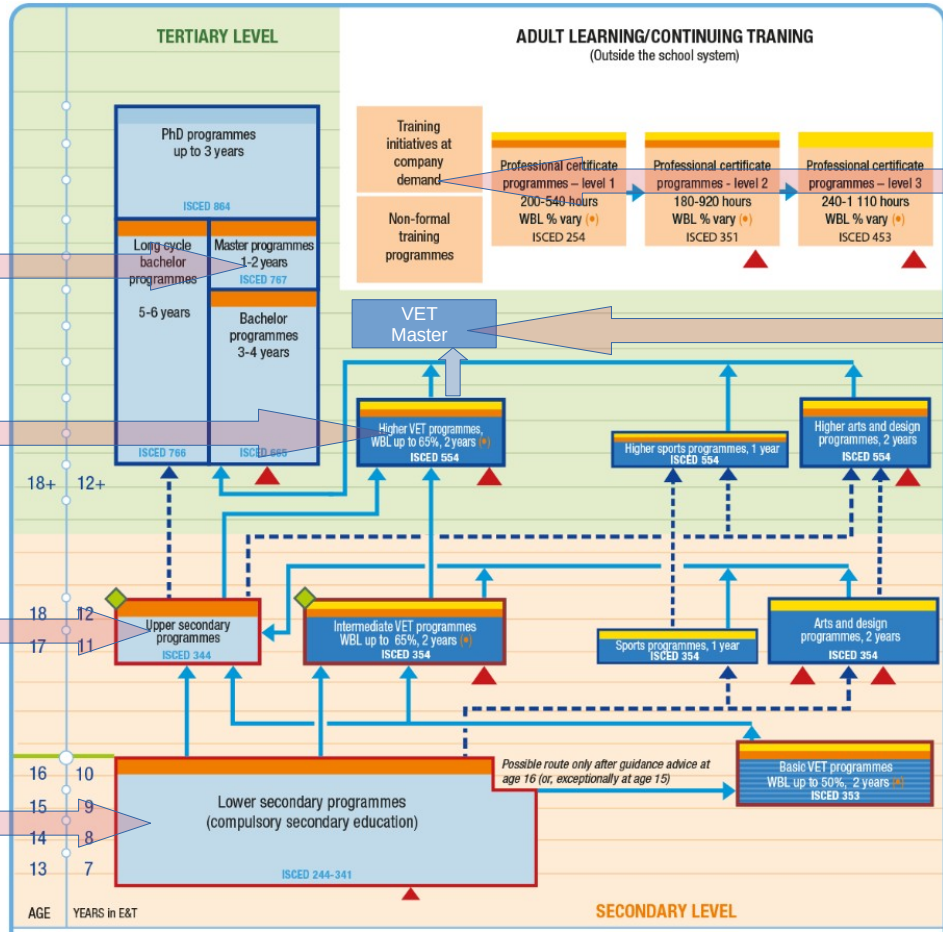 TERTIARY LEVEL
ADULT LEARNING/CONTINUING TRANING
(Outside the school system)
PhD programmes
up to 3 years
ISCED 864
Training
initiatives at
company
demand
Non-formal
training
programmes
Professional certificate
programmes – level 1
200-540 hours
WBL % vary (•)
ISCED 254
Professional certificate
programmes - level 2
180-920 hours
WBL % vary (•)
ISCED 351
Professional certificate
programmes – level 3
240-1 110 hours
WBL % vary (•)
ISCED 453
Long cycle
bachelor
programmes
5-6 years
ISCED 766
Master programmes
1-2 years
ISCED 767
Bachelor
programmes
3-4 years
ISCED 665
VET
Master
Higher VET programmes,
WBL up to 65%, 2 years (•)
ISCED 554
Higher sports programmes, 1 year
ISCED 554
Higher arts and design
programmes, 2 years
ISCED 554
18+ 12+
18 12
17 11
Upper secondary
programmes
ISCED 344
Intermediate VET programmes
WBL up to 65%, 2 years (•)
ISCED 354
Sports programmes, 1 year
ISCED 354
Arts and design
programmes, 2 years
ISCED 354
16 10
15 9
14 8
13 7
Lower secondary programmes
(compulsory secondary education)
ISCED 244-341
Possible route only after guidance advice at
age 16 (or, exceptionally at age 15)
Basic VET programmes
WBL up to 50%, 2 years (•)
ISCED 353
AGE YEARS in E&T
SECONDARY LEVEL